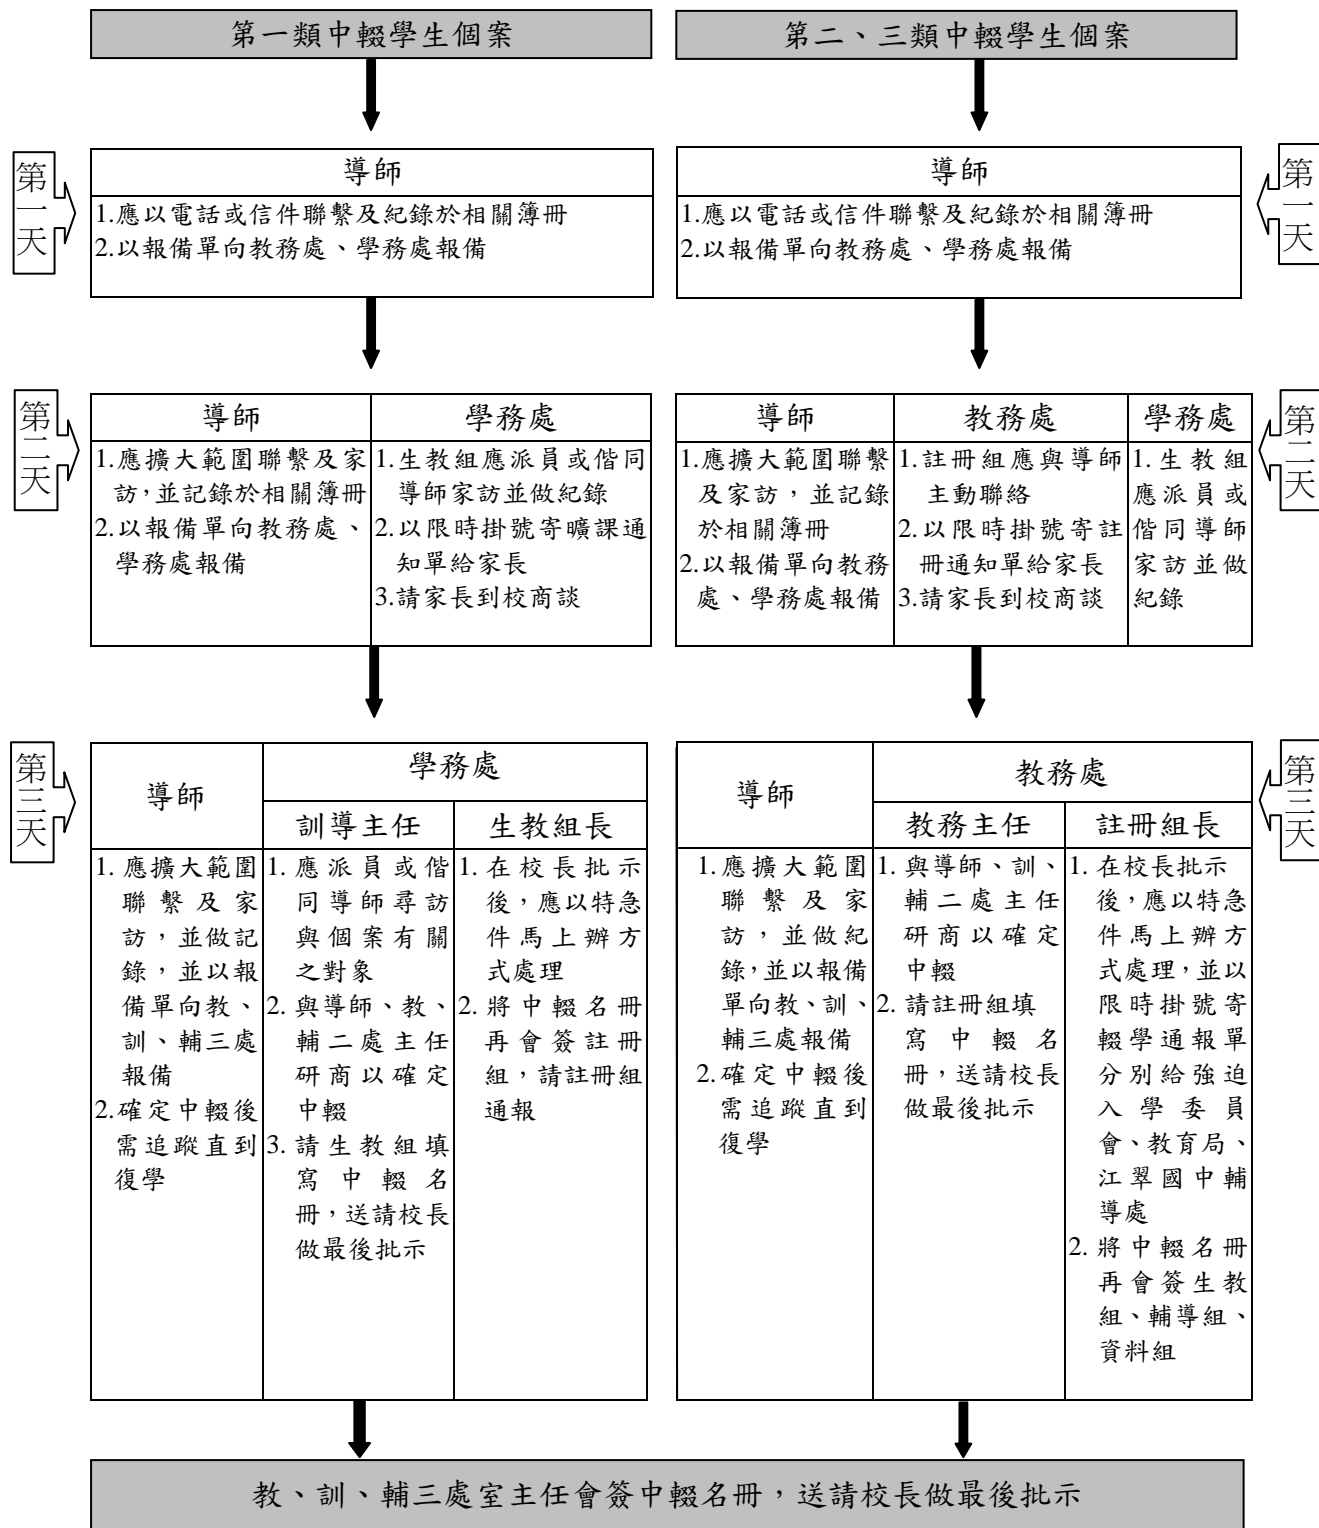 第一類中輟學生個案
第二、三類中輟學生個案
第一天
導師
1.應以電話或信件聯繫及紀錄於相關簿冊
2.以報備單向教務處、學務處報備
導師
1.應以電話或信件聯繫及紀錄於相關簿冊
2.以報備單向教務處、學務處報備
第一天
第二天
導師
1.應擴大範圍聯繫及家
訪,並記錄於相關簿冊
2.以報備單向教務處、
學務處報備
學務處
1.生教組應派員或偕同
導師家訪並做紀錄
2.以限時掛號寄曠課通
知單給家長
3.請家長到校商談
導師
1.應擴大範圍聯繫
及家訪,並記錄
於相關簿冊
2.以報備單向教務
處、學務處報備
教務處
1.註冊組應與導師
主動聯絡
2.以限時掛號寄註
冊通知單給家長
3.請家長到校商談
學務處
1.生教組
應派員或
偕同導師
家訪並做
紀錄
第二天
第三天
導師
1.應擴大範圍
聯繫及家
訪,並做記
錄,並以報
備單向教、
訓、輔三處
報備
2.確定中輟後
需追蹤直到
復學
學務處
訓導主任
1.應派員或偕
同導師尋訪
與個案有關
之對象
2.與導師、教、
輔二處主任
研商以確定
中輟
3.請生教組填
寫中輟名
冊,送請校長
做最後批示
生教組長
1.在校長批示
後,應以特急
件馬上辦方
式處理
2.將中輟名冊
再會簽註冊
組,請註冊組
通報
導師
1.應擴大範圍
聯繫及家
訪,並做紀
錄,並以報備
單向教、訓、
輔三處報備
2.確定中輟後
需追蹤直到
復學
教務處
教務主任
1.與導師、訓、
輔二處主任
研商以確定
中輟
2.請註冊組填
寫中輟名
冊,送請校長
做最後批示
註冊組長
1.在校長批示
後,應以特急
件馬上辦方
式處理,並以
限時掛號寄
輟學通報單
分別給強迫
入學委員
會、教育局、
江翠國中輔
導處
2.將中輟名冊
再會簽生教
組、輔導組、
資料組
第三天
教、訓、輔三處室主任會簽中輟名冊,送請校長做最後批示